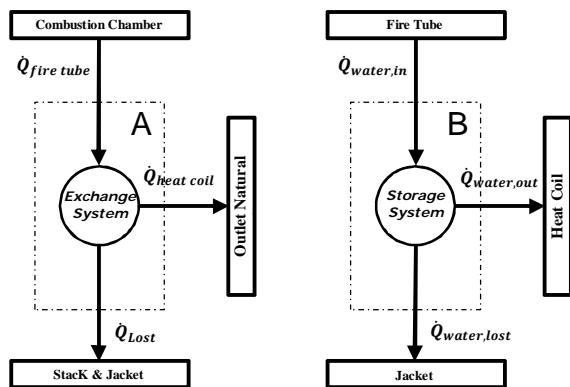 Combustion Chamber
Q̇fire tube
A
Exchange
System
Q̇heat coil
Outlet Natural
Q̇Lost
StacK & Jacket
Fire Tube
Q̇water,in
B
Storage
System
Q̇water,out
Heat Coil
Q̇water,lost
Jacket